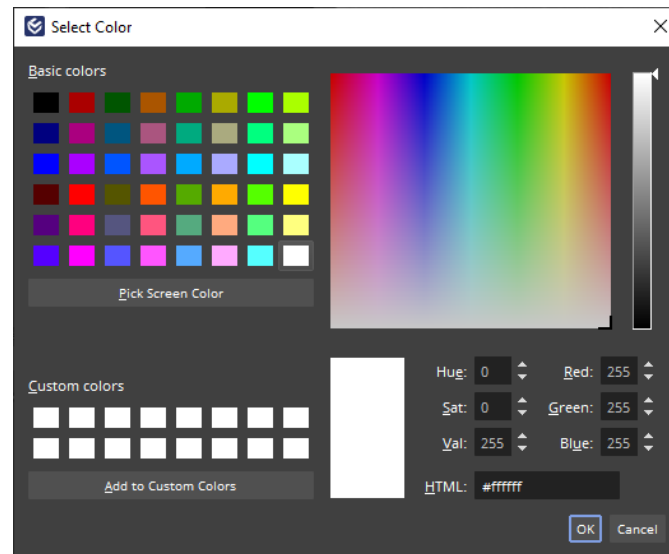 Select Color
Basic colors
Pick Screen Color
Custom colors
Add to Custom Colors
Hue: 0
Red: 255
Sat: 0
Green: 255
Val: 255
Blue: 255
HTML: #ffffff
OK
Cancel